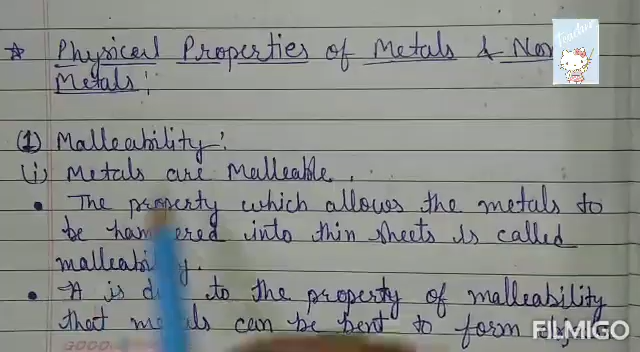 ☆ Physical Properties of Metals & Non
Metals:
(1) Malleability:
(i) Metals are Malleable.
• The property which allows the metals to
be hammered into thin sheets is called
malleability.
• It is due to the property of malleability
that metals can be bent to form
FILMIGO
GOOD
Teacher